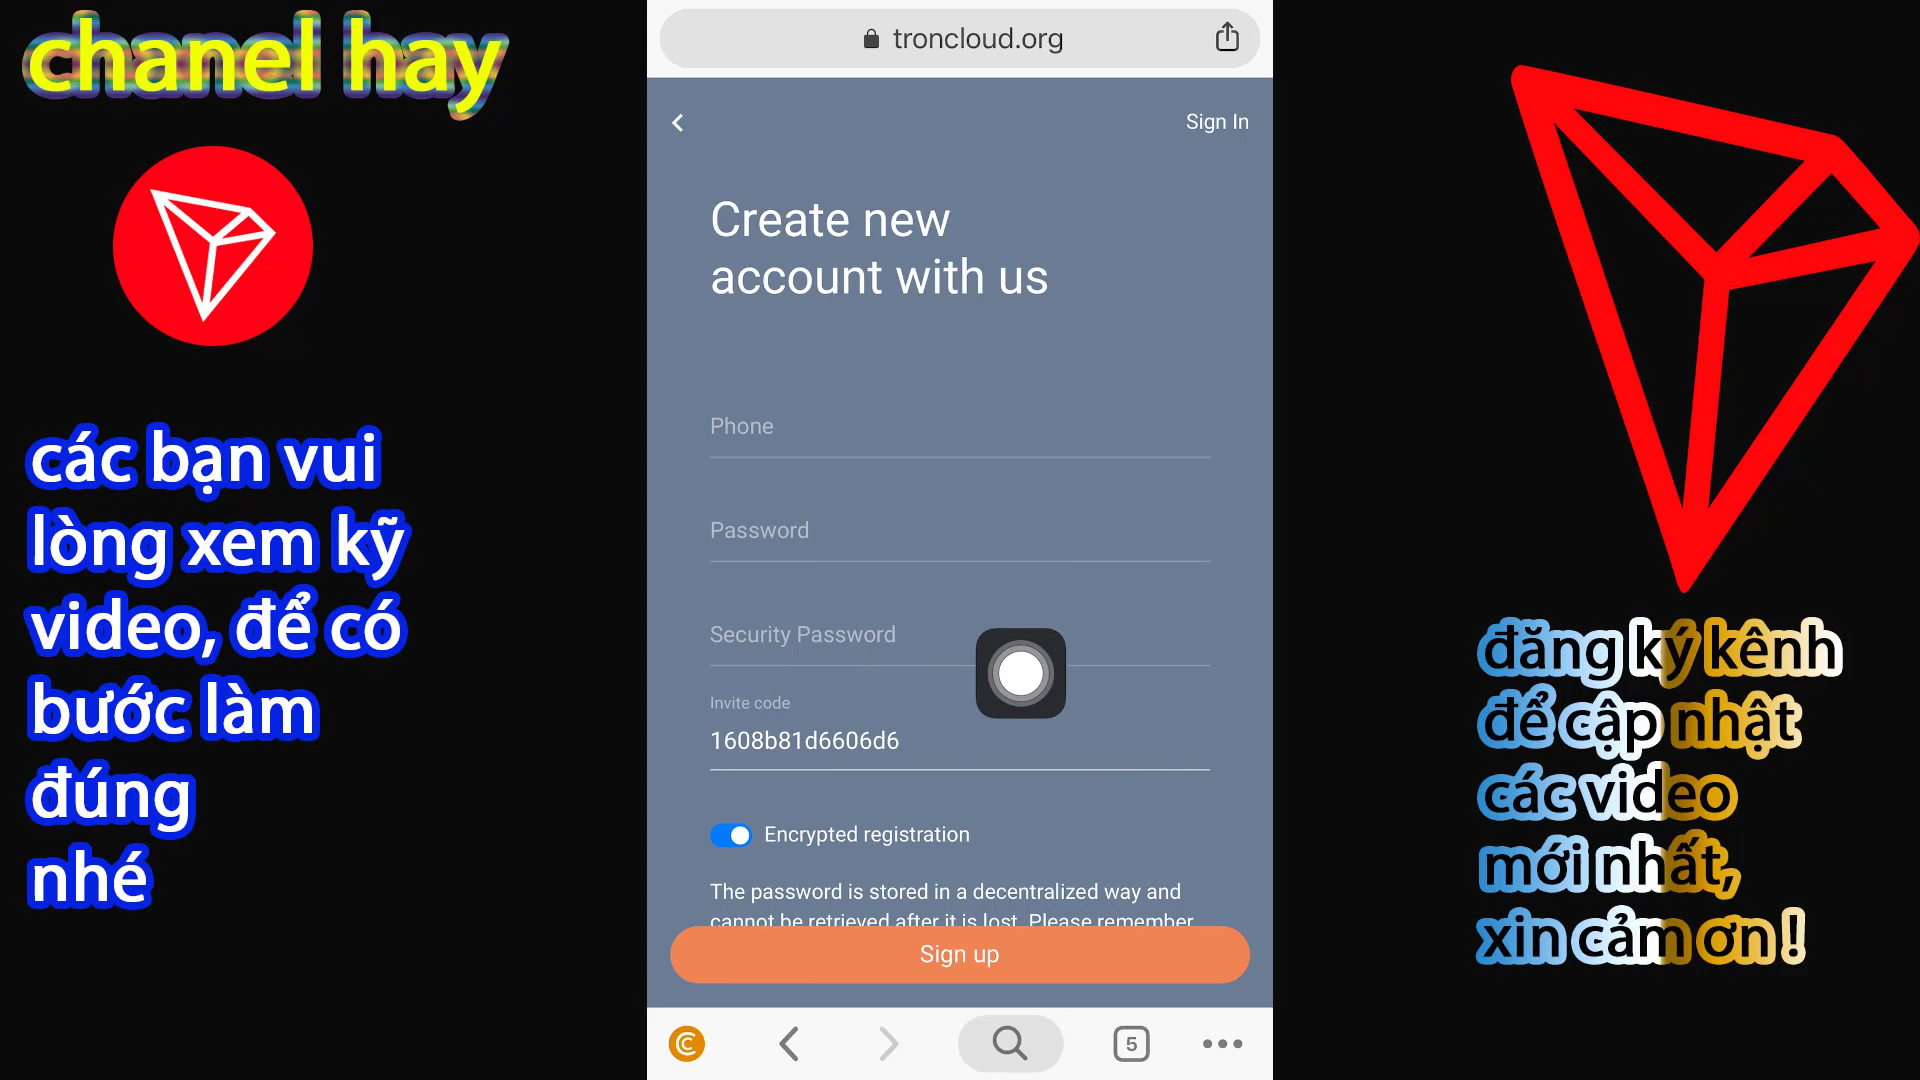 chanel hay
các bạn vui
lòng xem kỹ
video, để có
bước làm
đúng
nhé
troncloud.org
Sign In
Create new
account with us
Phone
Password
Security Password
Invite code
1608b81d6606d6
Encrypted registration
The password is stored in a decentralized way and
cannot be retrieved after it is lost. Please remember
Sign up
5
đăng ký kênh
để cập nhật
các video
mới nhất,
xin cảm ơn !